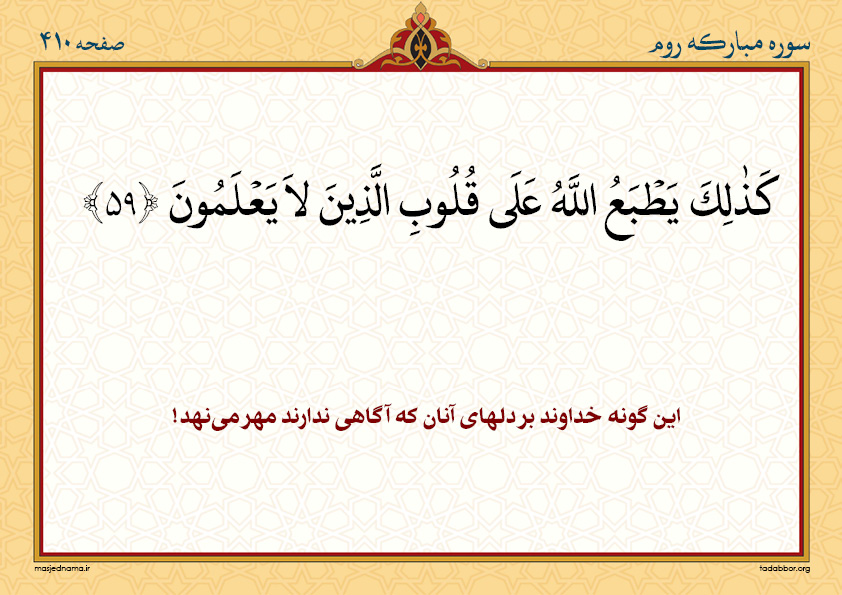 سوره مبارکه روم
صفحه ۴۱۰
كَذَٰلِكَ يَطْبَعُ اللَّهُ عَلَى قُلُوبِ الَّذِينَ لاَ يَعْلَمُونَ ﴿۵۹﴾
این گونه خداوند بر دلهای آنان که آگاهی ندارند مهر می‌نهد!
masjednama.ir
tadabbor.org